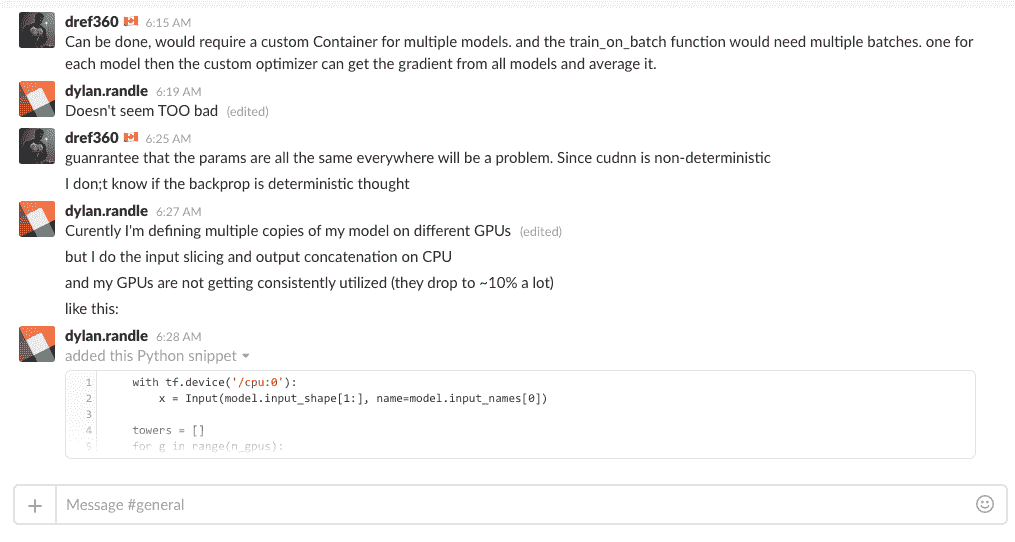 dref360 6:15 AM
Can be done, would require a custom Container for multiple models. and the train_on_batch function would need multiple batches. one for
each model then the custom optimizer can get the gradient from all models and average it.
dylan.randle 6:19 AM
Doesn't seem TOO bad (edited)
dref360 6:25 AM
guanrantee that the params are all the same everywhere will be a problem. Since cudnn is non-deterministic
I don;t know if the backprop is deterministic thought
dylan.randle 6:27 AM
Curently I'm defining multiple copies of my model on different GPUs (edited)
but I do the input slicing and output concatenation on CPU
and my GPUs are not getting consistently utilized (they drop to ~10% a lot)
like this:
dylan.randle 6:28 AM
added this Python snippet
1 with tf.device('/cpu:0'):
2 x = Input(model.input_shape[1:], name=model.input_names[0])
3
4 towers = []
5 for g in range(n_gpus):
+ Message #general